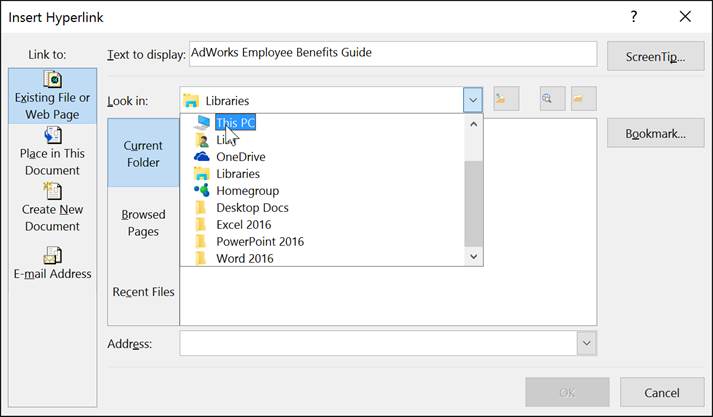 Insert Hyperlink
? ✕
Link to:
Text to display: AdWorks Employee Benefits Guide
ScreenTip...
Existing File or
Web Page
Place in This
Document
Create New
Document
E-mail Address
Look in: Libraries
Bookmark...
Current
Folder
Browsed
Pages
Recent Files
This PC
OneDrive
Libraries
Homegroup
Desktop Docs
Excel 2016
PowerPoint 2016
Word 2016
Address:
OK
Cancel